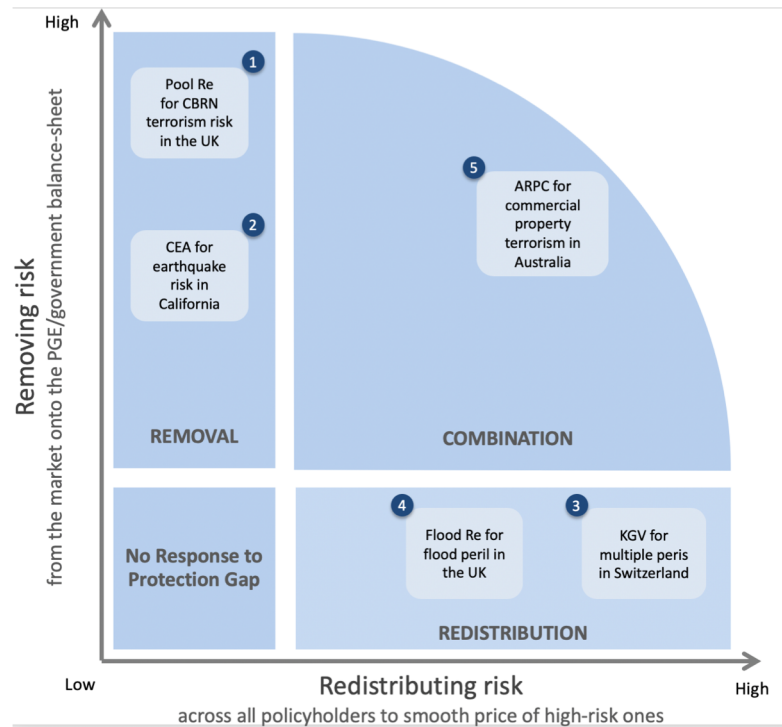 High
1
Pool Re
for CBRN
terrorism risk
in the UK
2
CEA for
earthquake
risk in
California
REMOVAL
5
ARPC for
commercial
property
terrorism in
Australia
COMBINATION
No Response to
Protection Gap
4
Flood Re for
flood peril in
the UK
3
KGV for
multiple peris
in Switzerland
REDISTRIBUTION
Removing risk
from the market onto the PGE/government balance-sheet
Low
Redistributing risk
High
across all policyholders to smooth price of high-risk ones